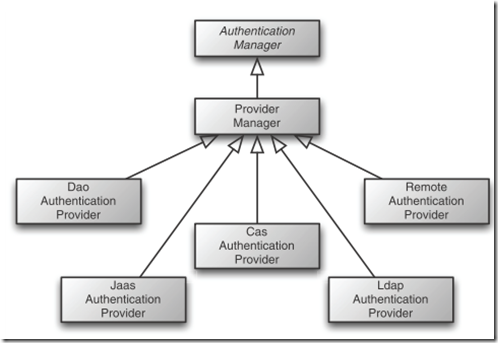 Authentication
Manager
Provider
Manager
Dao
Authentication
Provider
Remote
Authentication
Provider
Cas
Authentication
Provider
Jaas
Authentication
Provider
Ldap
Authentication
Provider